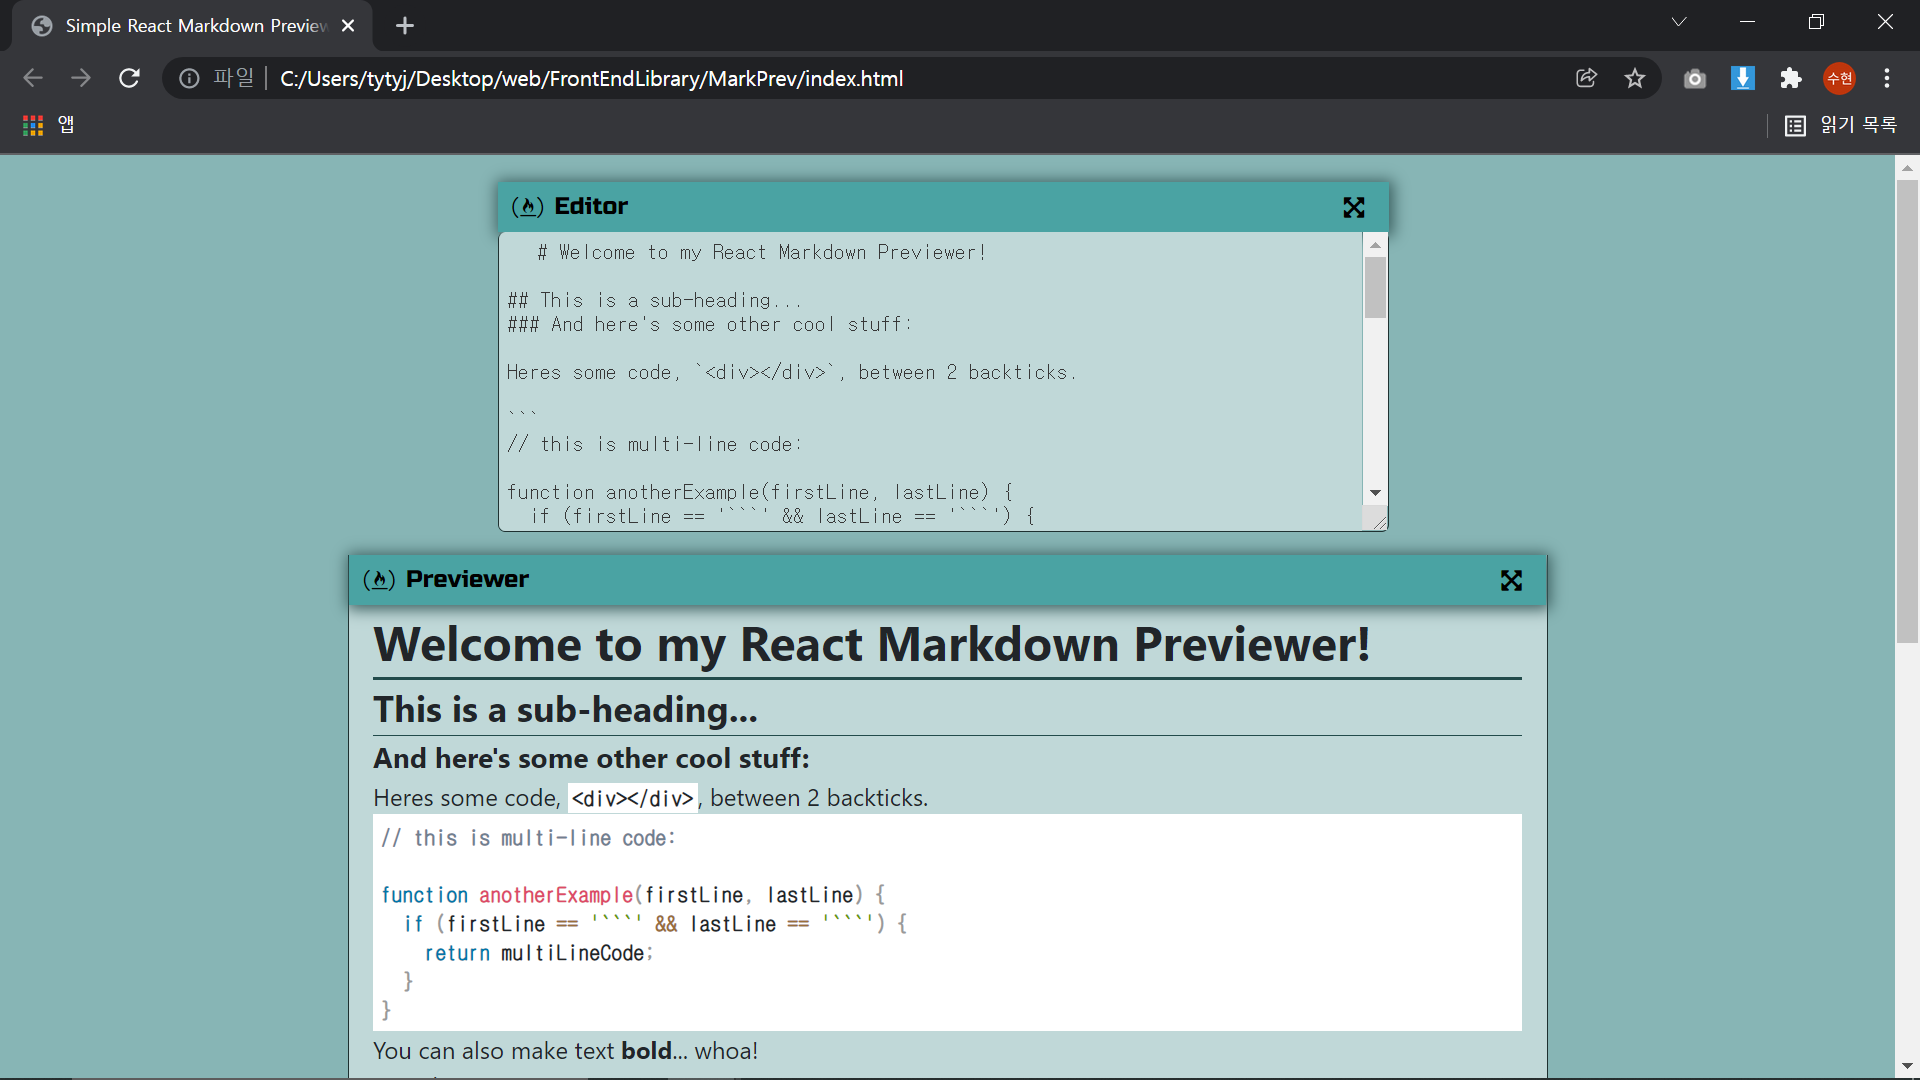 Simple React Markdown Preview
파일 C:/Users/tytyj/Desktop/web/FrontEndLibrary/MarkPrev/index.html 수현
앱 읽기 목록
Editor
# Welcome to my React Markdown Previewer!
## This is a sub-heading...
### And here's some other cool stuff:
Heres some code, `<div></div>`, between 2 backticks.
```
// this is multi-line code:
function anotherExample(firstLine, lastLine) {
  if (firstLine == '```' && lastLine == '```') {
Previewer
Welcome to my React Markdown Previewer!
This is a sub-heading...
And here's some other cool stuff:
Heres some code, <div></div>, between 2 backticks.
// this is multi-line code:
function anotherExample(firstLine, lastLine) {
  if (firstLine == '```' && lastLine == '```') {
    return multiLineCode;
  }
}
You can also make text bold... whoa!